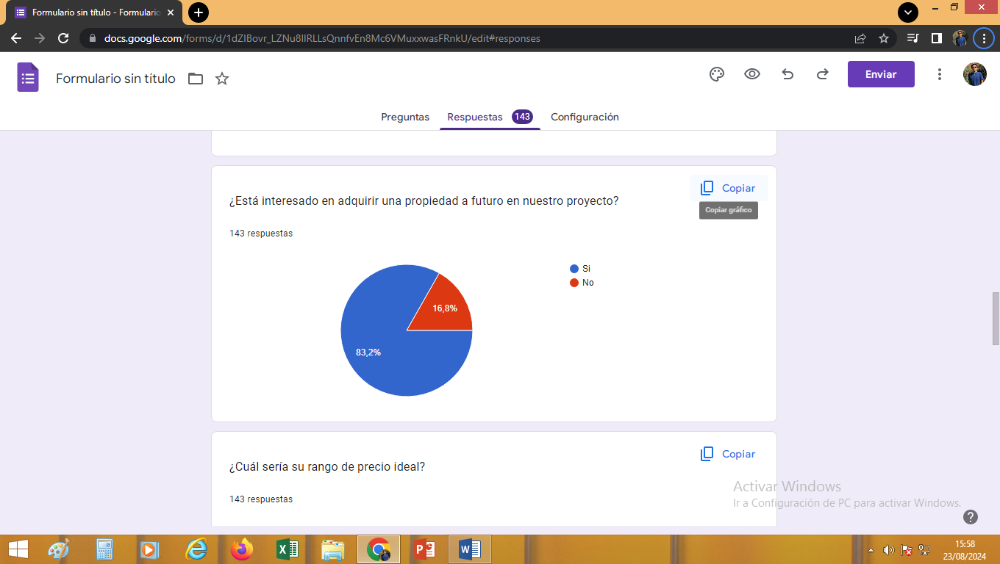 Formulario sin título - Formulario
docs.google.com/forms/d/1dZIBovr_LZNu8lIRLLsQnnfvEn8Mc6VMuxxwasFRnkU/edit#responses
Formulario sin título
Enviar
Preguntas Respuestas 143 Configuración
Copiar
¿Está interesado en adquirir una propiedad a futuro en nuestro proyecto?
Copiar gráfico
143 respuestas
Si
No
16,8%
83,2%
Copiar
¿Cuál sería su rango de precio ideal?
143 respuestas
Activar Windows
Ir a Configuración de PC para activar Windows.
15:58
23/08/2024